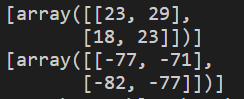 [array([[23, 29],
       [18, 23]])]
[array([[-77, -71],
       [-82, -77]])]